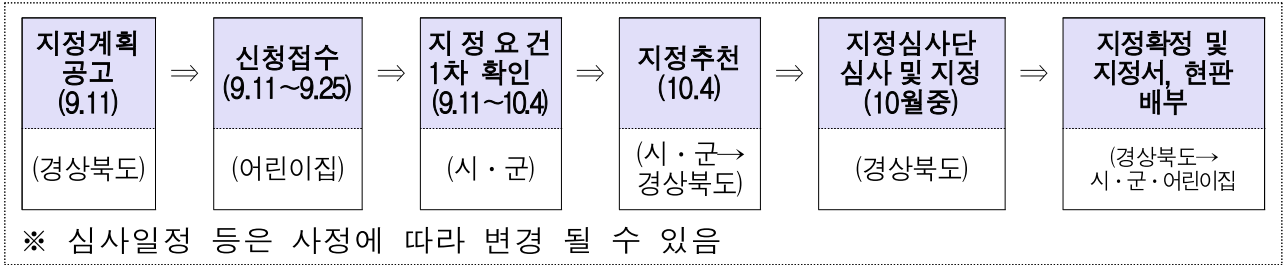 지정계획
공고
(9.11)
(경상북도)
⇒
신청접수
(9.11~9.25)
(어린이집)
⇒
지 정 요 건
1차 확인
(9.11~10.4)
(시·군)
⇒
지정추천
(10.4)
(시·군→
경상북도)
⇒
지정심사단
심사 및 지정
(10월중)
(경상북도)
⇒
지정확정 및
지정서, 현판
배부
(경상북도→
시·군·어린이집
※ 심사일정 등은 사정에 따라 변경 될 수 있음